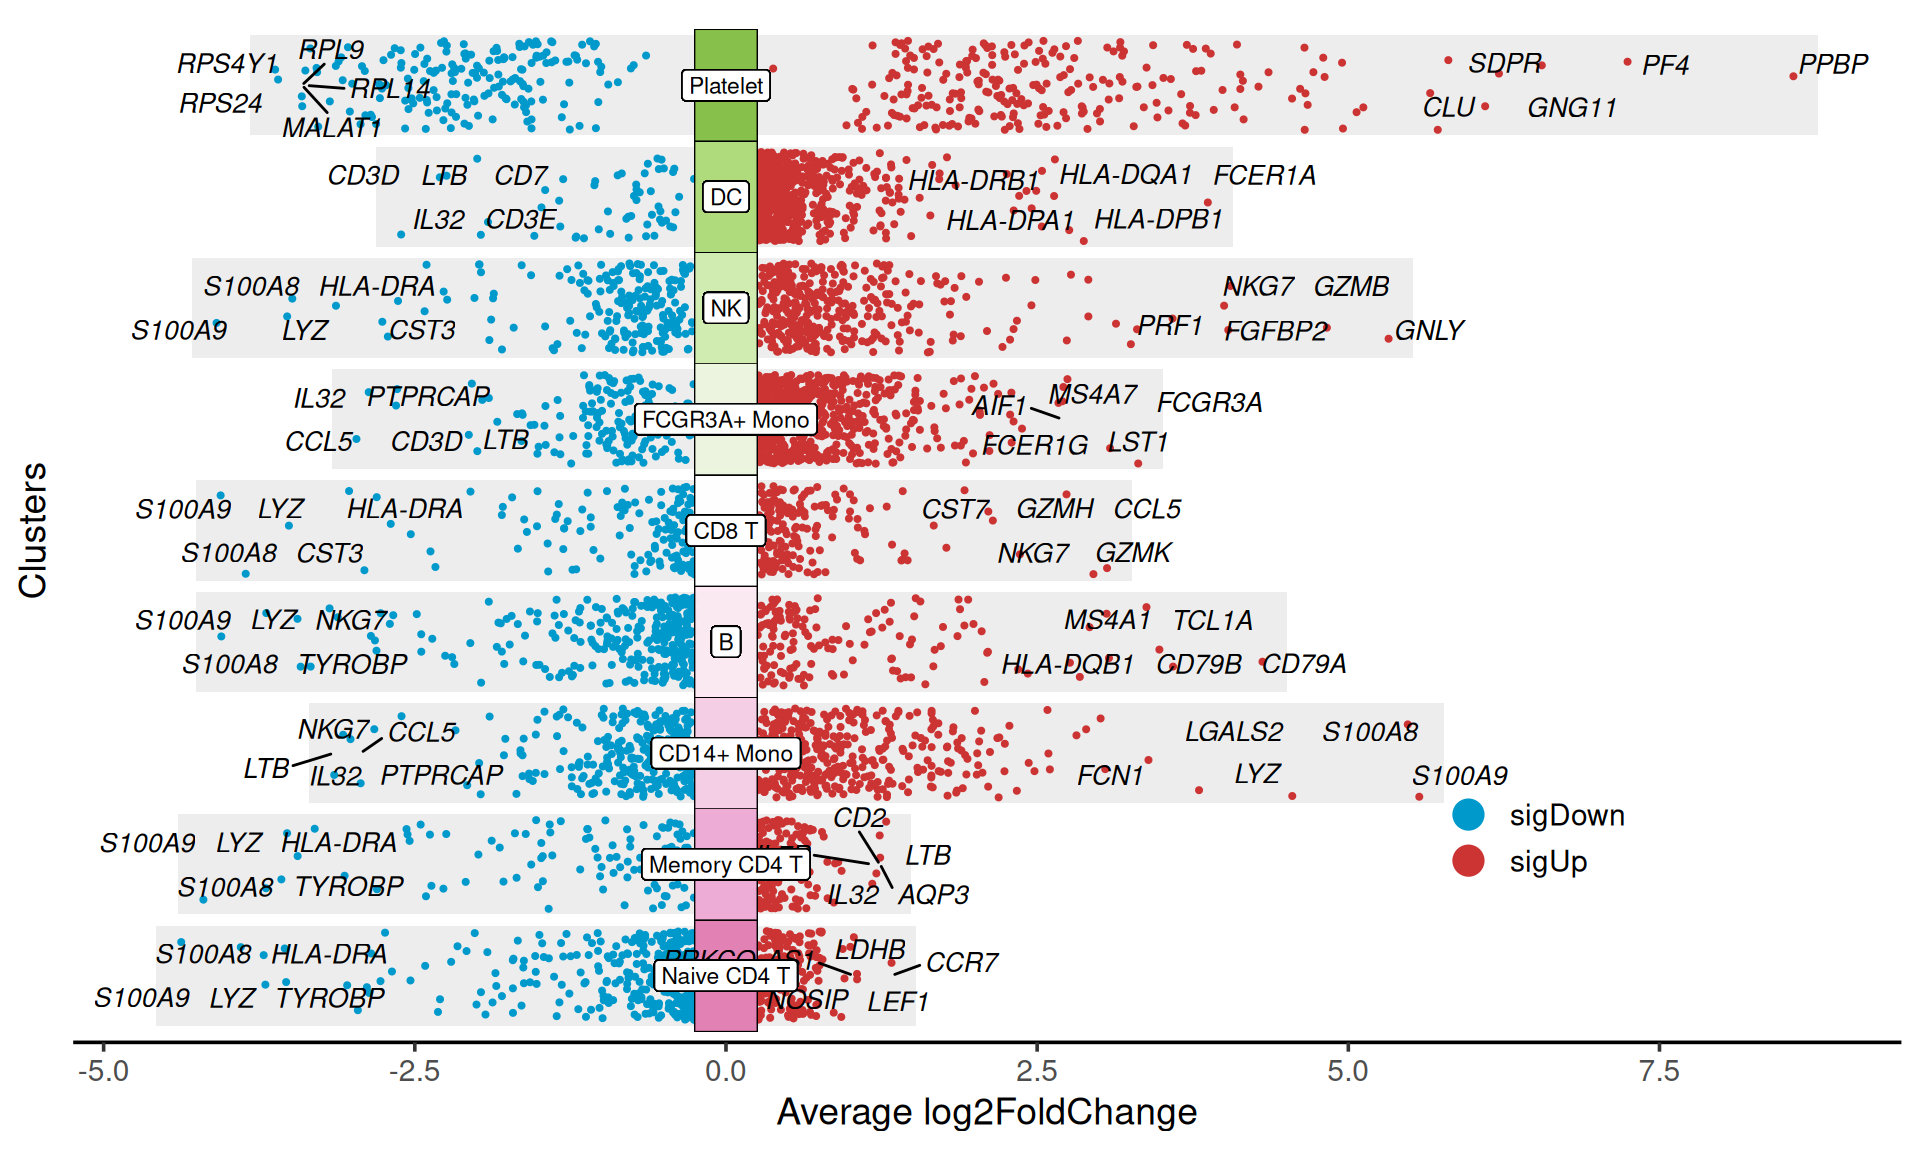 Clusters
RPS4Y1 RPL9 SDPR PF4 PPBP
RPL14 Platelet
RPS24 CLU GNG11
MALAT1
CD3D LTB CD7 HLA-DRB1 HLA-DQA1 FCER1A
DC
IL32 CD3E HLA-DPA1 HLA-DPB1
S100A8 HLA-DRA NKG7 GZMB
NK
S100A9 LYZ CST3 PRF1 FGFBP2 GNLY
IL32 PTPRCAP AIF1 MS4A7 FCGR3A
FCGR3A+ Mono
CCL5 CD3D LTB FCER1G LST1
S100A9 LYZ HLA-DRA CST7 GZMH CCL5
CD8 T
S100A8 CST3 NKG7 GZMK
S100A9 LYZ NKG7 MS4A1 TCL1A
B
S100A8 TYROBP HLA-DQB1 CD79B CD79A
NKG7 CCL5 LGALS2 S100A8
CD14+ Mono
LTB IL32 PTPRCAP FCN1 LYZ S100A9
CD2
S100A9 LYZ HLA-DRA LTB
Memory CD4 T
S100A8 TYROBP IL32 AQP3
S100A8 HLA-DRA LDHB CCR7
Naive CD4 T
S100A9 LYZ TYROBP NOSIP LEF1
sigDown
sigUp
-5.0 -2.5 0.0 2.5 5.0 7.5
Average log2FoldChange